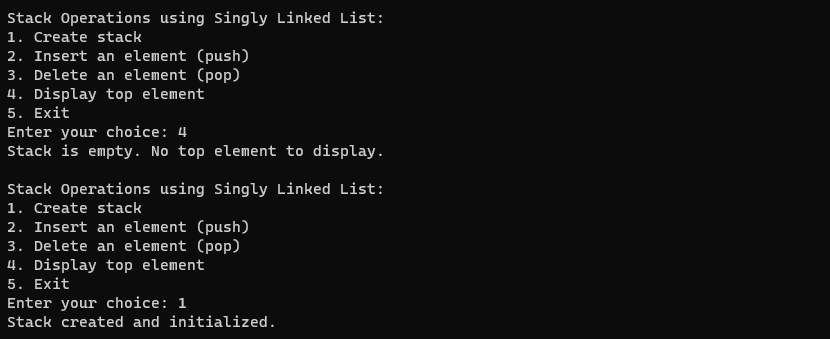 Stack Operations using Singly Linked List:
1. Create stack
2. Insert an element (push)
3. Delete an element (pop)
4. Display top element
5. Exit
Enter your choice: 4
Stack is empty. No top element to display.

Stack Operations using Singly Linked List:
1. Create stack
2. Insert an element (push)
3. Delete an element (pop)
4. Display top element
5. Exit
Enter your choice: 1
Stack created and initialized.